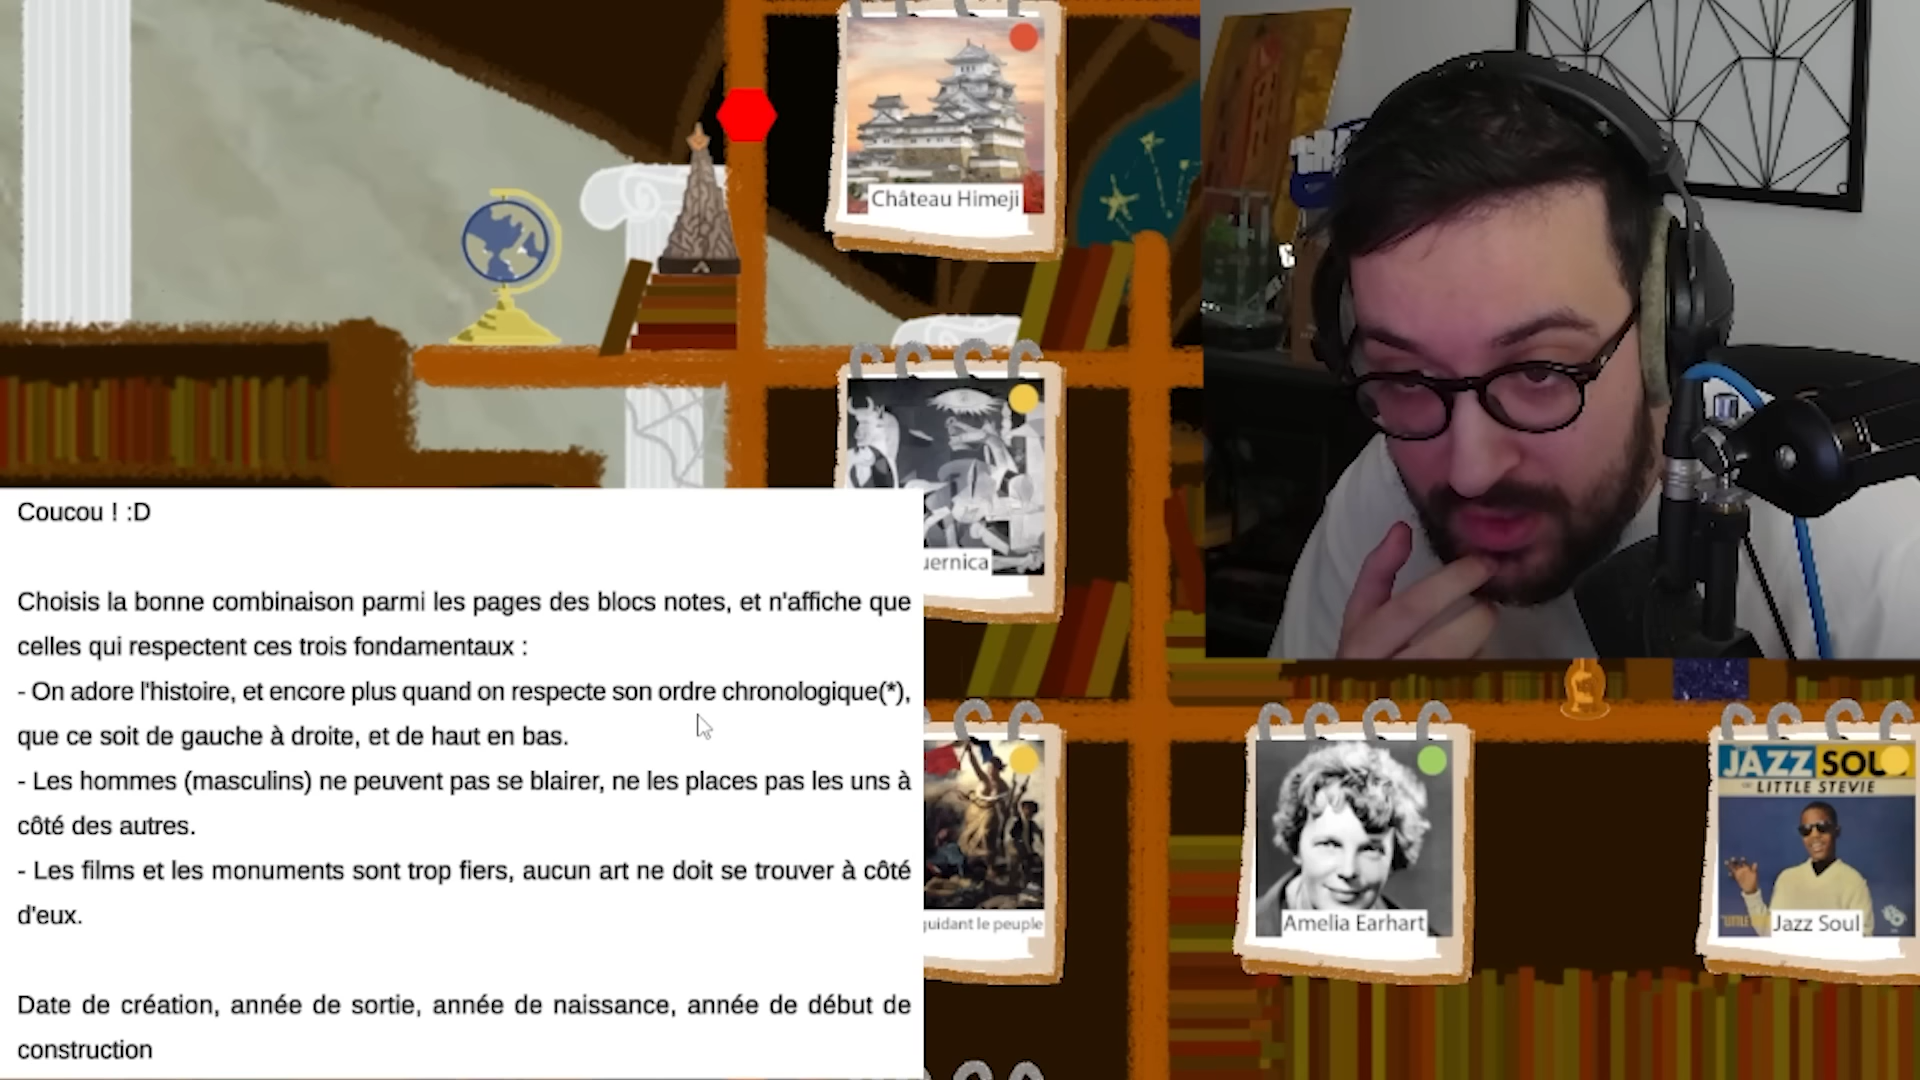 Château Himeji
Coucou ! :D
uernica
Choisis la bonne combinaison parmi les pages des blocs notes, et n'affiche que
celles qui respectent ces trois fondamentaux :
- On adore l'histoire, et encore plus quand on respecte son ordre chronologique(*),
que ce soit de gauche à droite, et de haut en bas.
- Les hommes (masculins) ne peuvent pas se blairer, ne les places pas les uns à
côté des autres.
- Les films et les monuments sont trop fiers, aucun art ne doit se trouver à côté
d'eux.
Date de création, année de sortie, année de naissance, année de début de
construction
guidant le peuple
Amelia Earhart
JAZZ SOUL
LITTLE STEVIE
Jazz Soul